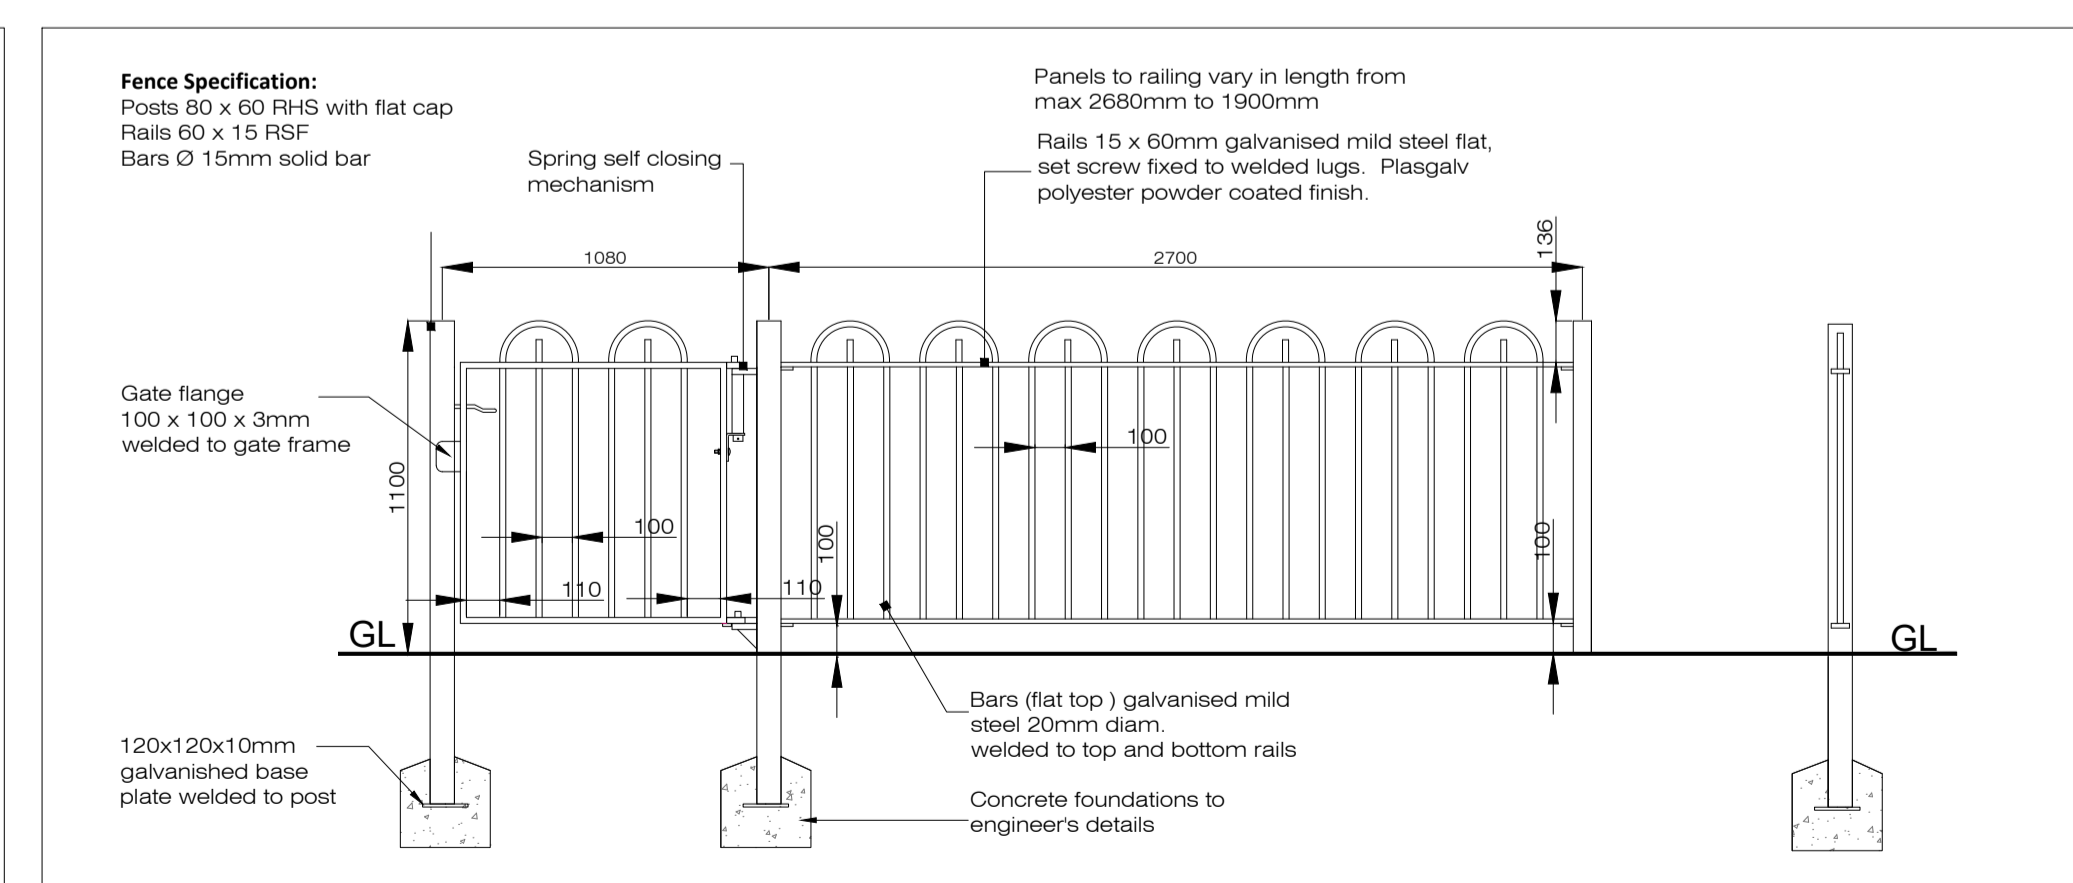 Fence Specification:
Posts 80 x 60 RHS with flat cap
Rails 60 x 15 RSF
Bars Ø 15mm solid bar
Spring self closing
mechanism
Panels to railing vary in length from
max 2680mm to 1900mm
Rails 15 x 60mm galvanised mild steel flat,
set screw fixed to welded lugs. Plasgalv
polyester powder coated finish.
136
1080
2700
Gate flange
100 x 100 x 3mm
welded to gate frame
1100
100
100
100
100
110
110
GL
GL
Bars (flat top ) galvanised mild
steel 20mm diam.
welded to top and bottom rails
120x120x10mm
galvanished base
plate welded to post
Concrete foundations to
engineer's details